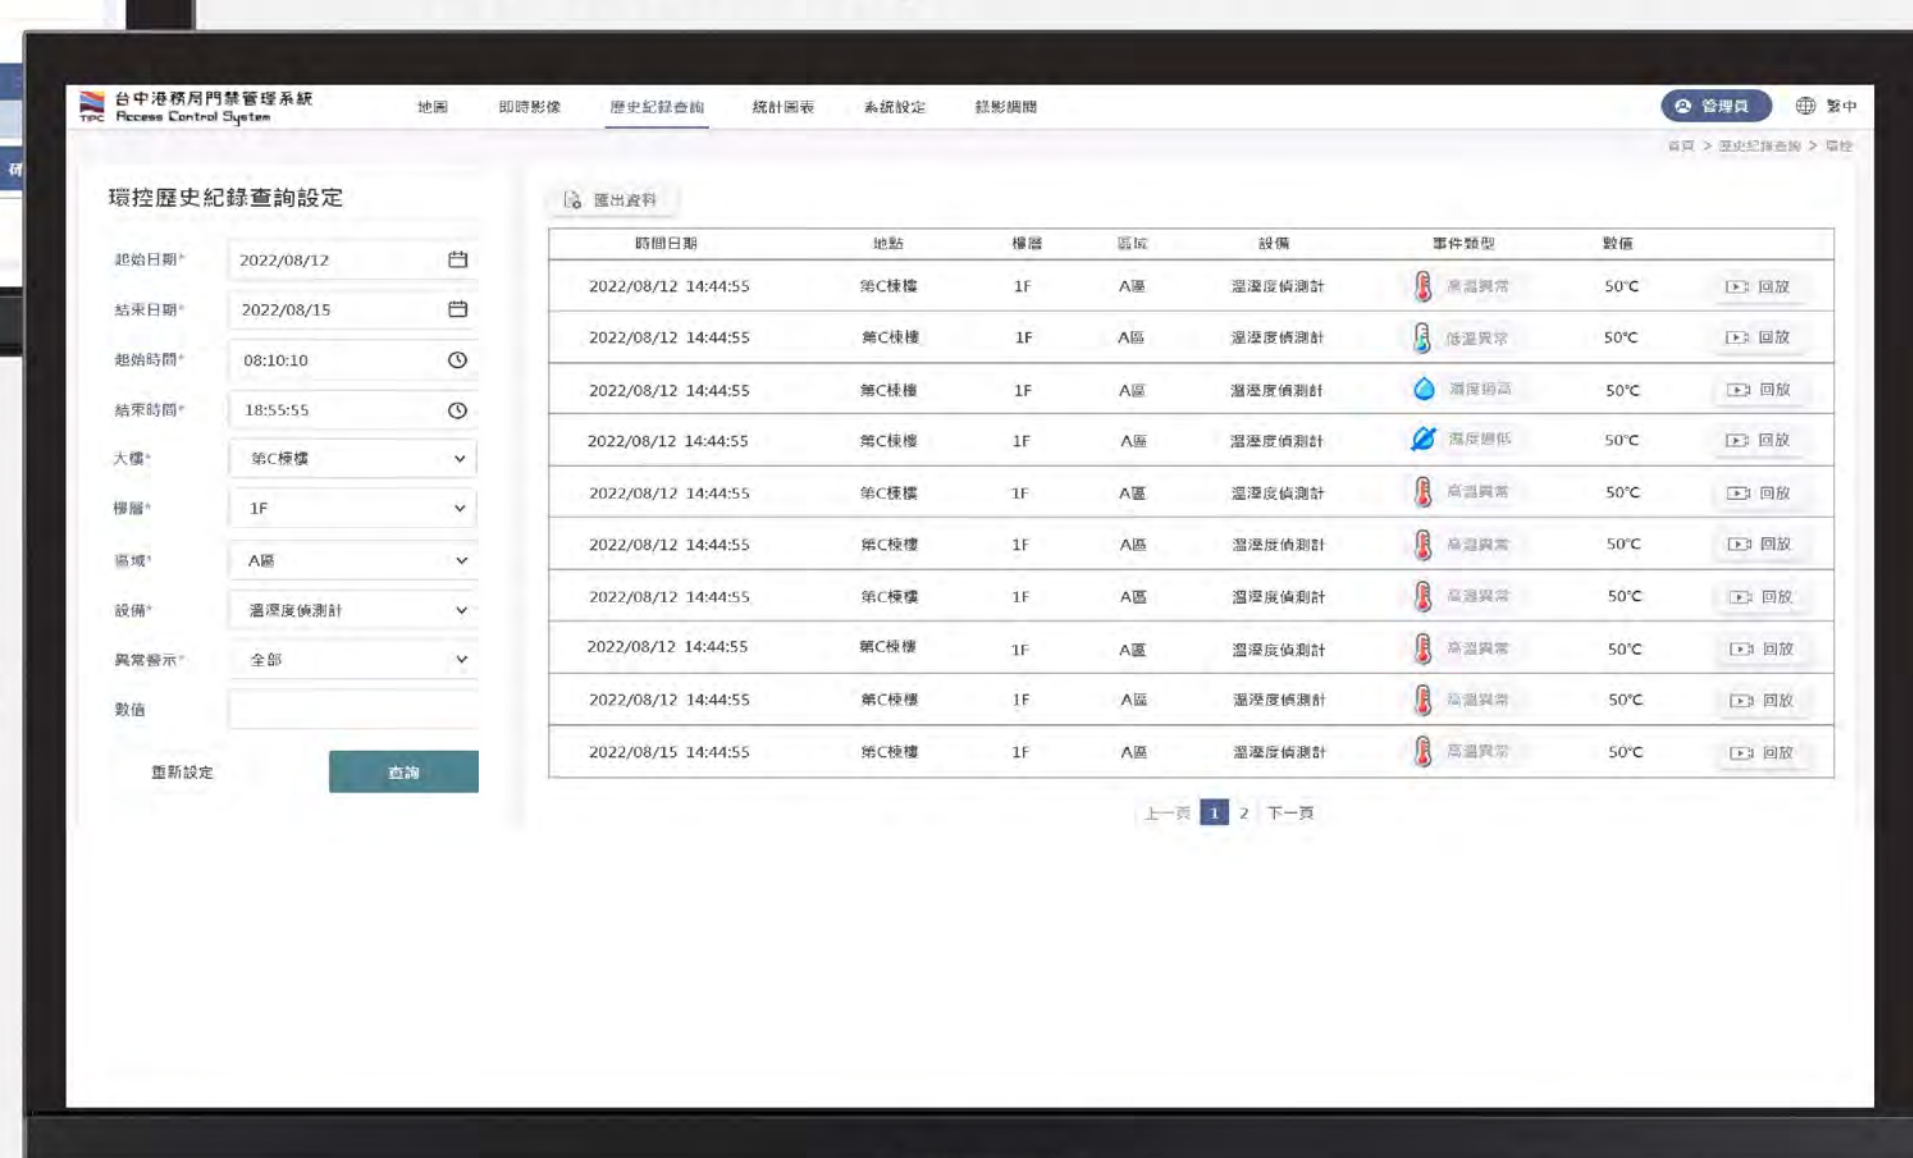 台中港務局門禁管理系統
TIPC Access Control System
地圖 即時影像 歷史紀錄查詢 統計圖表 系統設定 錄影調閱
管理員 繁中
首頁 > 歷史紀錄查詢 > 環控
環控歷史紀錄查詢設定
起始日期* 2022/08/12
結束日期* 2022/08/15
起始時間* 08:10:10
結束時間* 18:55:55
大樓* 第C棟樓
樓層* 1F
區域* A區
設備* 溫溼度偵測計
異常警示* 全部
數值
重新設定 查詢
匯出資料
時間日期 地點 樓層 區域 設備 事件類型 數值
2022/08/12 14:44:55 第C棟樓 1F A區 溫溼度偵測計 高溫異常 50°C 回放
2022/08/12 14:44:55 第C棟樓 1F A區 溫溼度偵測計 低溫異常 50°C 回放
2022/08/12 14:44:55 第C棟樓 1F A區 溫溼度偵測計 濕度過高 50°C 回放
2022/08/12 14:44:55 第C棟樓 1F A區 溫溼度偵測計 濕度過低 50°C 回放
2022/08/12 14:44:55 第C棟樓 1F A區 溫溼度偵測計 高溫異常 50°C 回放
2022/08/12 14:44:55 第C棟樓 1F A區 溫溼度偵測計 高溫異常 50°C 回放
2022/08/12 14:44:55 第C棟樓 1F A區 溫溼度偵測計 高溫異常 50°C 回放
2022/08/12 14:44:55 第C棟樓 1F A區 溫溼度偵測計 高溫異常 50°C 回放
2022/08/12 14:44:55 第C棟樓 1F A區 溫溼度偵測計 高溫異常 50°C 回放
2022/08/15 14:44:55 第C棟樓 1F A區 溫溼度偵測計 高溫異常 50°C 回放
上一頁 1 2 下一頁